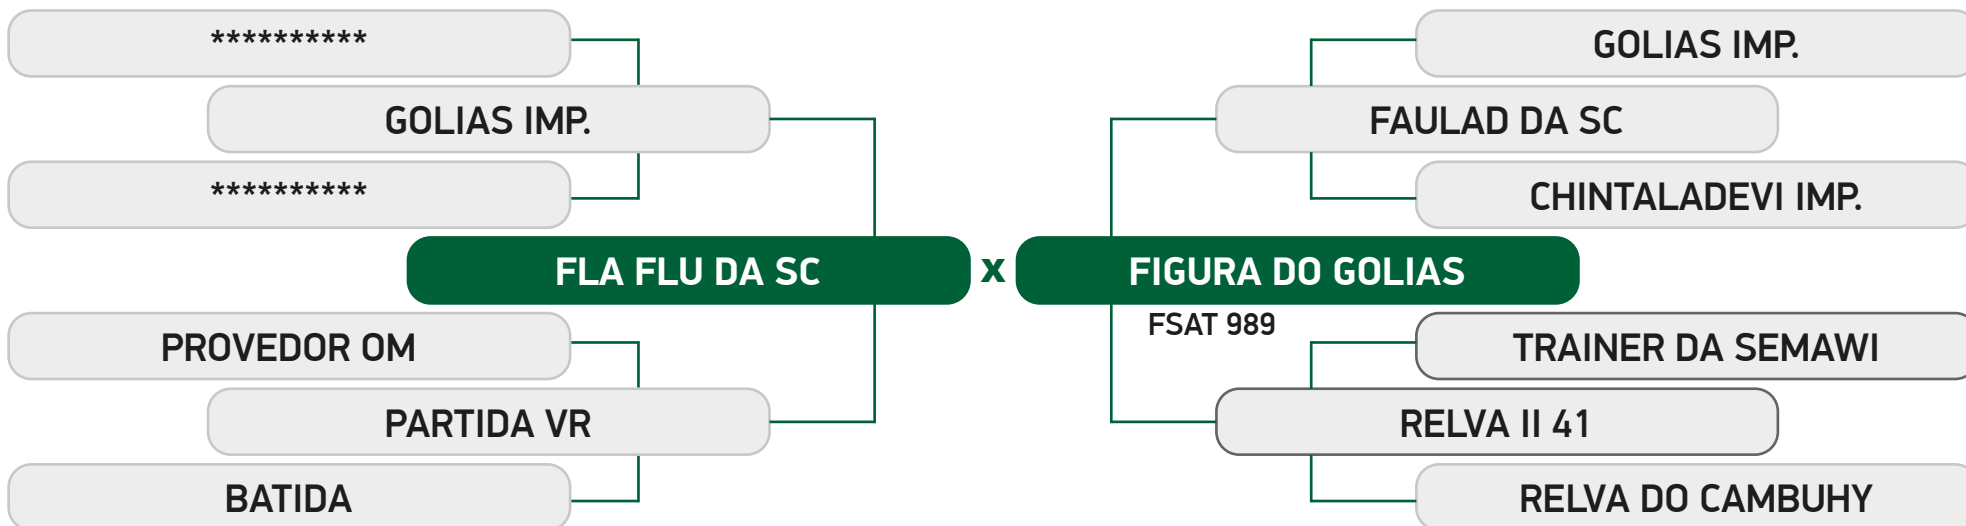 **********
GOLIAS IMP.
GOLIAS IMP.
FAULAD DA SC
**********
CHINTALADEVI IMP.
FLA FLU DA SC
x
FIGURA DO GOLIAS
FSAT 989
PROVEDOR OM
TRAINER DA SEMAWI
PARTIDA VR
RELVA II 41
BATIDA
RELVA DO CAMBUHY